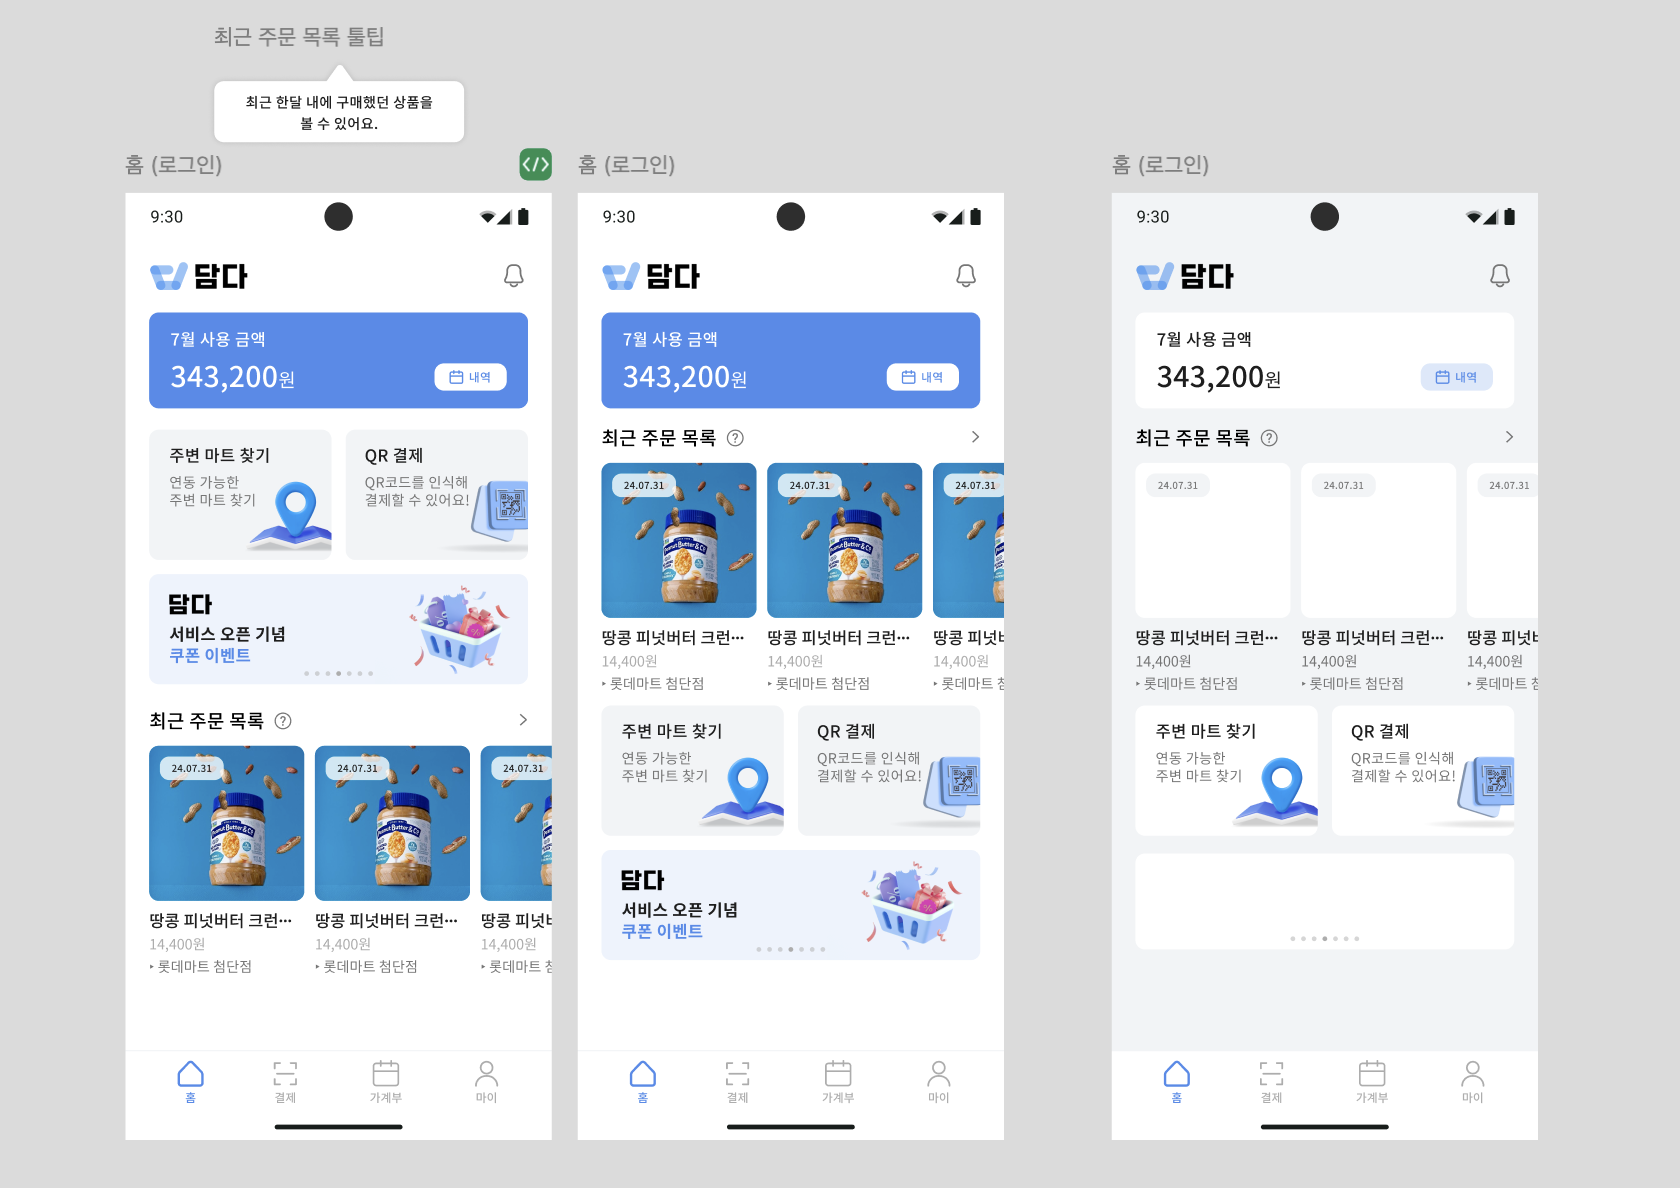 최근 주문 목록 툴팁
최근 한달 내에 구매했던 상품을
볼 수 있어요.
홈 (로그인)
9:30
담다
7월 사용 금액
343,200원
내역
주변 마트 찾기
연동 가능한
주변 마트 찾기
QR 결제
QR코드를 인식해
결제할 수 있어요!
담다
서비스 오픈 기념
쿠폰 이벤트
최근 주문 목록
24.07.31
24.07.31
24.07.31
Peanut Butter & Co
Peanut Butter & Co
땅콩 피넛버터 크런···
땅콩 피넛버터 크런···
땅콩 피넛버
14,400원
14,400원
14,400원
롯데마트 첨단점
롯데마트 첨단점
롯데마트 첨
홈
결제
가계부
마이
홈 (로그인)
9:30
담다
7월 사용 금액
343,200원
내역
최근 주문 목록
24.07.31
24.07.31
24.07.31
Peanut Butter & Co
Peanut Butter & Co
땅콩 피넛버터 크런···
땅콩 피넛버터 크런···
땅콩 피넛버
14,400원
14,400원
14,400원
롯데마트 첨단점
롯데마트 첨단점
롯데마트 첨
주변 마트 찾기
연동 가능한
주변 마트 찾기
QR 결제
QR코드를 인식해
결제할 수 있어요!
담다
서비스 오픈 기념
쿠폰 이벤트
홈
결제
가계부
마이
홈 (로그인)
9:30
담다
7월 사용 금액
343,200원
내역
최근 주문 목록
24.07.31
24.07.31
24.07.31
땅콩 피넛버터 크런···
땅콩 피넛버터 크런···
땅콩 피넛버
14,400원
14,400원
14,400원
롯데마트 첨단점
롯데마트 첨단점
롯데마트 첨
주변 마트 찾기
연동 가능한
주변 마트 찾기
QR 결제
QR코드를 인식해
결제할 수 있어요!
홈
결제
가계부
마이